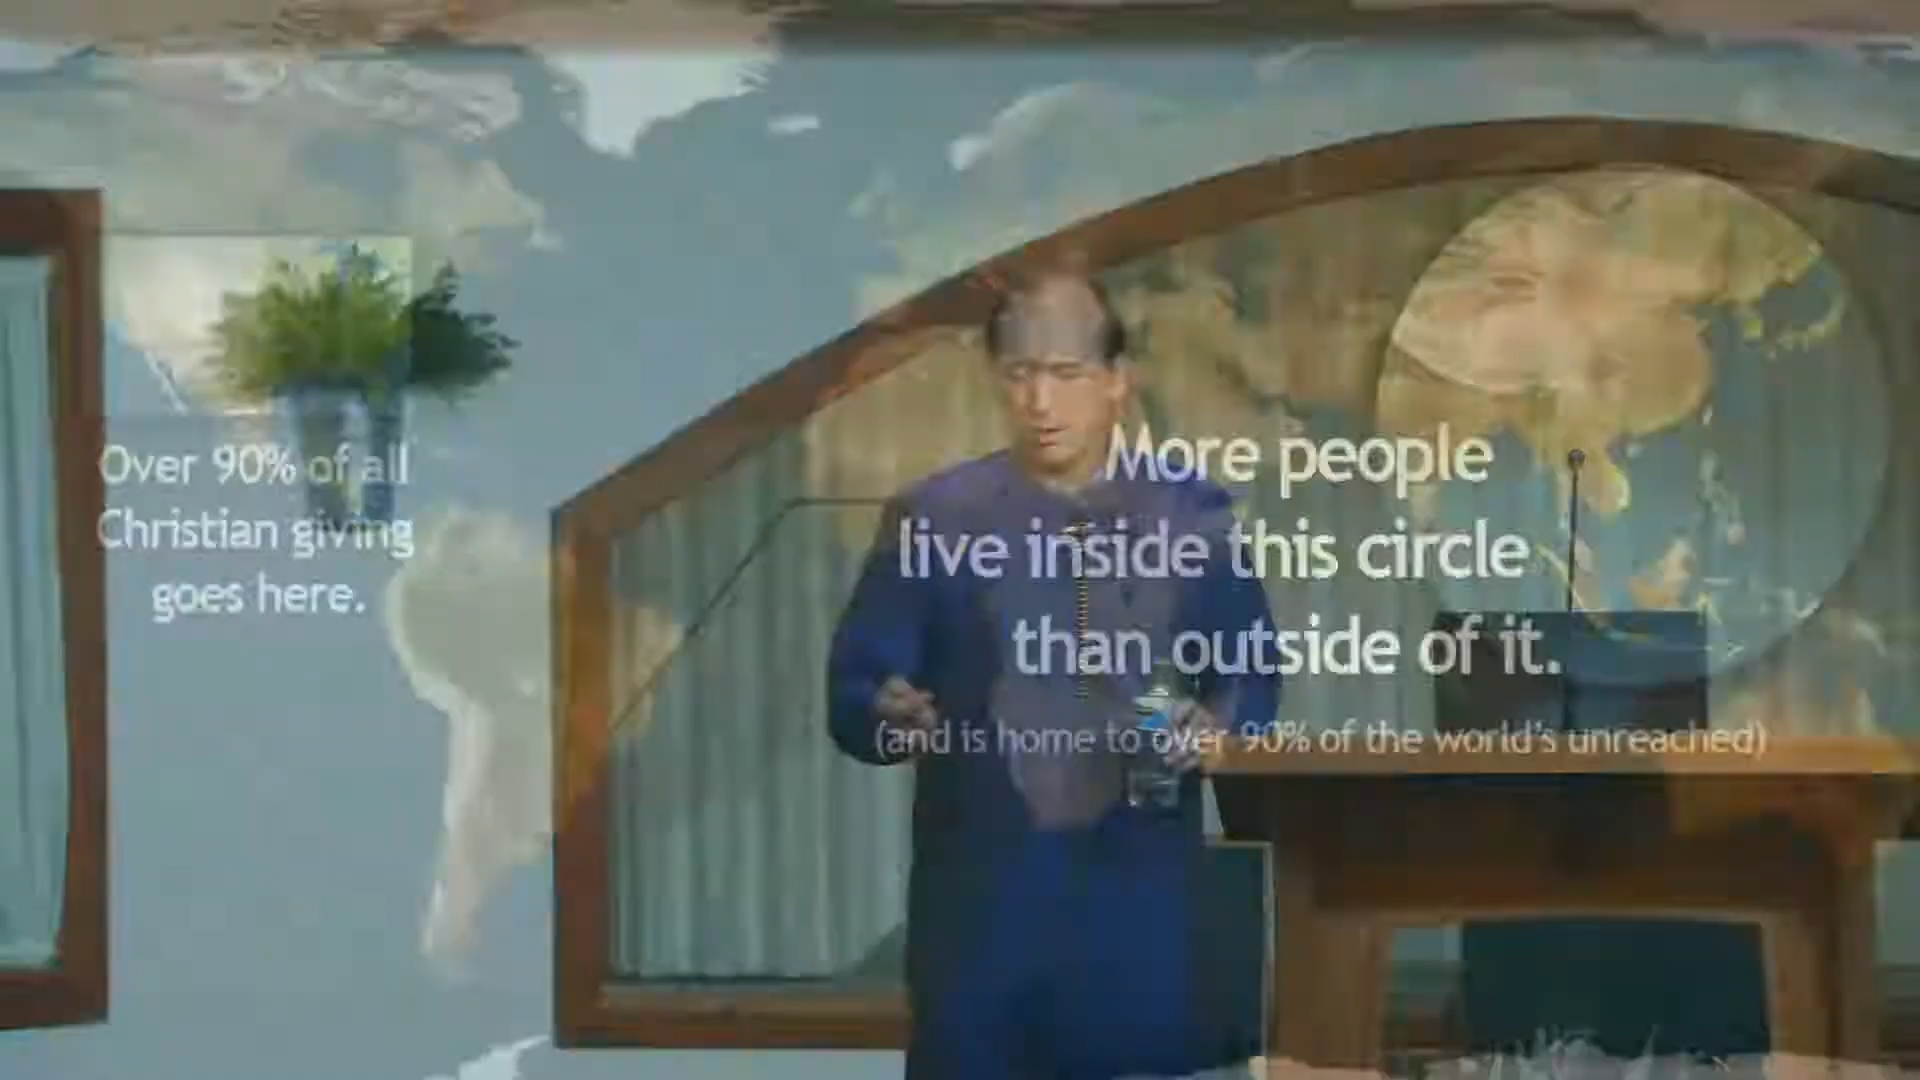 Over 90% of all
Christian giving
goes here.
More people
live inside this circle
than outside of it.
(and is home to over 90% of the world's unreached)